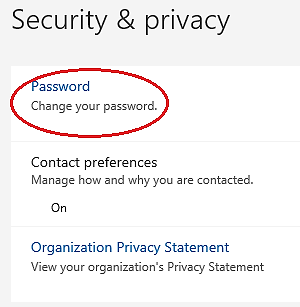 Security & privacy
Password
Change your password.
Contact preferences
Manage how and why you are contacted.
On
Organization Privacy Statement
View your organization's Privacy Statement